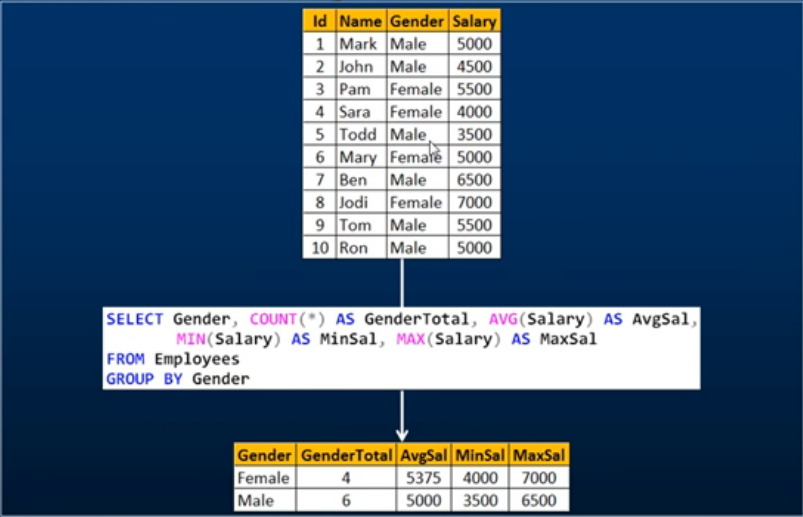 Id Name Gender Salary
1 Mark Male 5000
2 John Male 4500
3 Pam Female 5500
4 Sara Female 4000
5 Todd Male 3500
6 Mary Female 5000
7 Ben Male 6500
8 Jodi Female 7000
9 Tom Male 5500
10 Ron Male 5000
SELECT Gender, COUNT(*) AS GenderTotal, AVG(Salary) AS AvgSal,
MIN(Salary) AS MinSal, MAX(Salary) AS MaxSal
FROM Employees
GROUP BY Gender
Gender GenderTotal AvgSal MinSal MaxSal
Female 4 5375 4000 7000
Male 6 5000 3500 6500